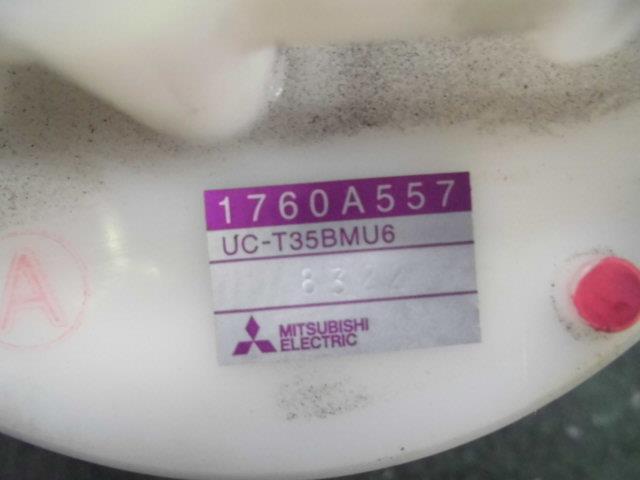 1760A557
UC-T35BMU6
MITSUBISHI
ELECTRIC
A